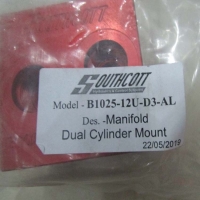 SOUTHCOTT
Model - B1025-12U-D3-AL
Des. -Manifold
Dual Cylinder Mount
22/05/2019